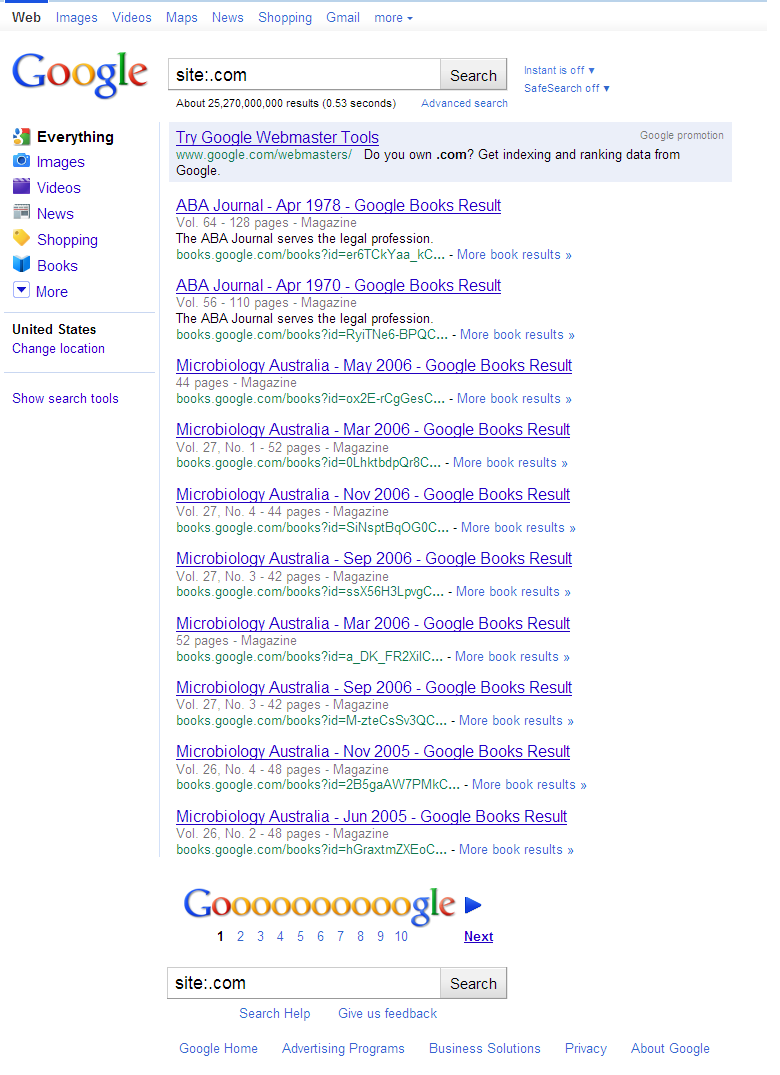 Web Images Videos Maps News Shopping Gmail more
Google
site:.com
Search
Instant is off ▼
SafeSearch off ▼
About 25,270,000,000 results (0.53 seconds)
Advanced search
Everything
Images
Videos
News
Shopping
Books
More
United States
Change location
Show search tools
Try Google Webmaster Tools
Google promotion
www.google.com/webmasters/ Do you own .com? Get indexing and ranking data from
Google.
ABA Journal - Apr 1978 - Google Books Result
Vol. 64 - 128 pages - Magazine
The ABA Journal serves the legal profession.
books.google.com/books?id=er6TCkYaa_kC... - More book results »
ABA Journal - Apr 1970 - Google Books Result
Vol. 56 - 110 pages - Magazine
The ABA Journal serves the legal profession.
books.google.com/books?id=RyiTNe6-BPQC... - More book results »
Microbiology Australia - May 2006 - Google Books Result
44 pages - Magazine
books.google.com/books?id=ox2E-rCgGesC... - More book results »
Microbiology Australia - Mar 2006 - Google Books Result
Vol. 27, No. 1 - 52 pages - Magazine
books.google.com/books?id=0LhktbdpQr8C... - More book results »
Microbiology Australia - Nov 2006 - Google Books Result
Vol. 27, No. 4 - 44 pages - Magazine
books.google.com/books?id=SiNsptBqOG0C... - More book results »
Microbiology Australia - Sep 2006 - Google Books Result
Vol. 27, No. 3 - 42 pages - Magazine
books.google.com/books?id=ssX56H3LpvgC... - More book results »
Microbiology Australia - Mar 2006 - Google Books Result
52 pages - Magazine
books.google.com/books?id=a_DK_FR2XiIC... - More book results »
Microbiology Australia - Sep 2006 - Google Books Result
Vol. 27, No. 3 - 42 pages - Magazine
books.google.com/books?id=M-zteCsSv3QC... - More book results »
Microbiology Australia - Nov 2005 - Google Books Result
Vol. 26, No. 4 - 48 pages - Magazine
books.google.com/books?id=2B5gaAW7PMkC... - More book results »
Microbiology Australia - Jun 2005 - Google Books Result
Vol. 26, No. 2 - 48 pages - Magazine
books.google.com/books?id=hGraxtmZXEoC... - More book results »
Goooooooooogle
1 2 3 4 5 6 7 8 9 10 Next
site:.com
Search
Search Help Give us feedback
Google Home Advertising Programs Business Solutions Privacy About Google